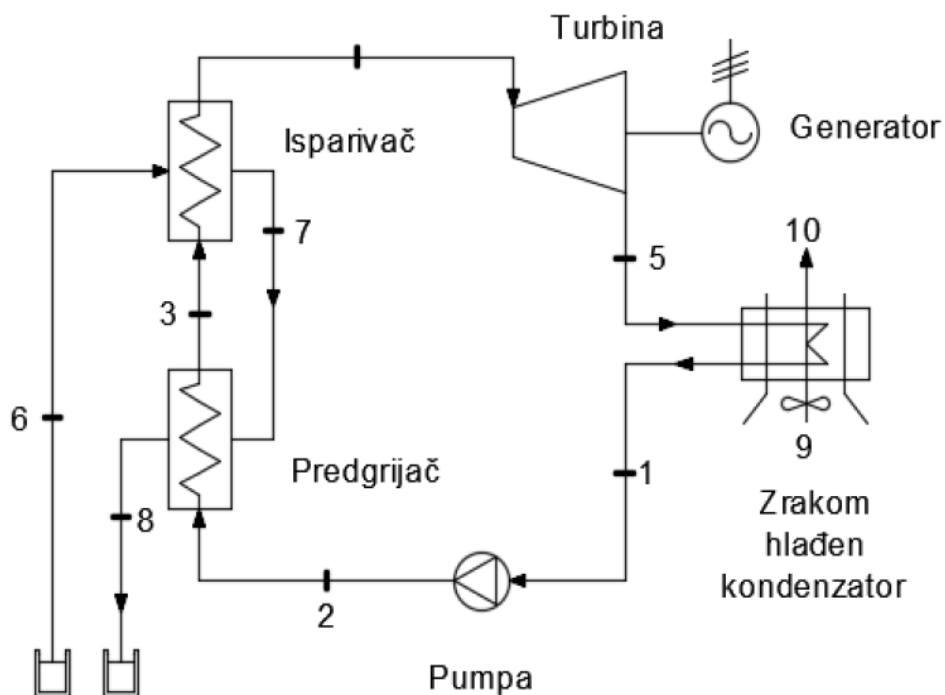 Turbina
Generator
Isparivač
7
10
5
3
6
9
Predgrijač
1
8
Zrakom
hlađen
kondenzator
2
Pumpa